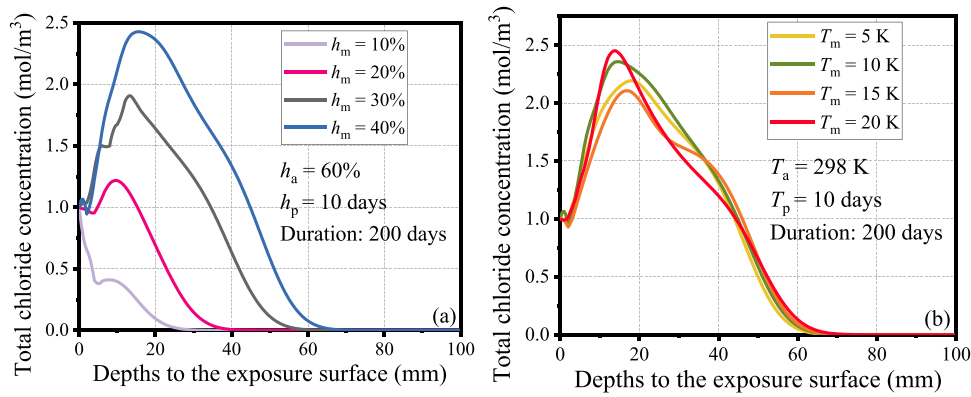 Total chloride concentration (mol/m³)
2.5
2.0
1.5
1.0
0.5
0.0
hm = 10%
hm = 20%
hm = 30%
hm = 40%
ha = 60%
hp = 10 days
Duration: 200 days
(a)
0 20 40 60 80 100
Depths to the exposure surface (mm)
Total chloride concentration (mol/m³)
2.5
2.0
1.5
1.0
0.5
0.0
Tm = 5 K
Tm = 10 K
Tm = 15 K
Tm = 20 K
Ta = 298 K
Tp = 10 days
Duration: 200 days
(b)
0 20 40 60 80 100
Depths to the exposure surface (mm)